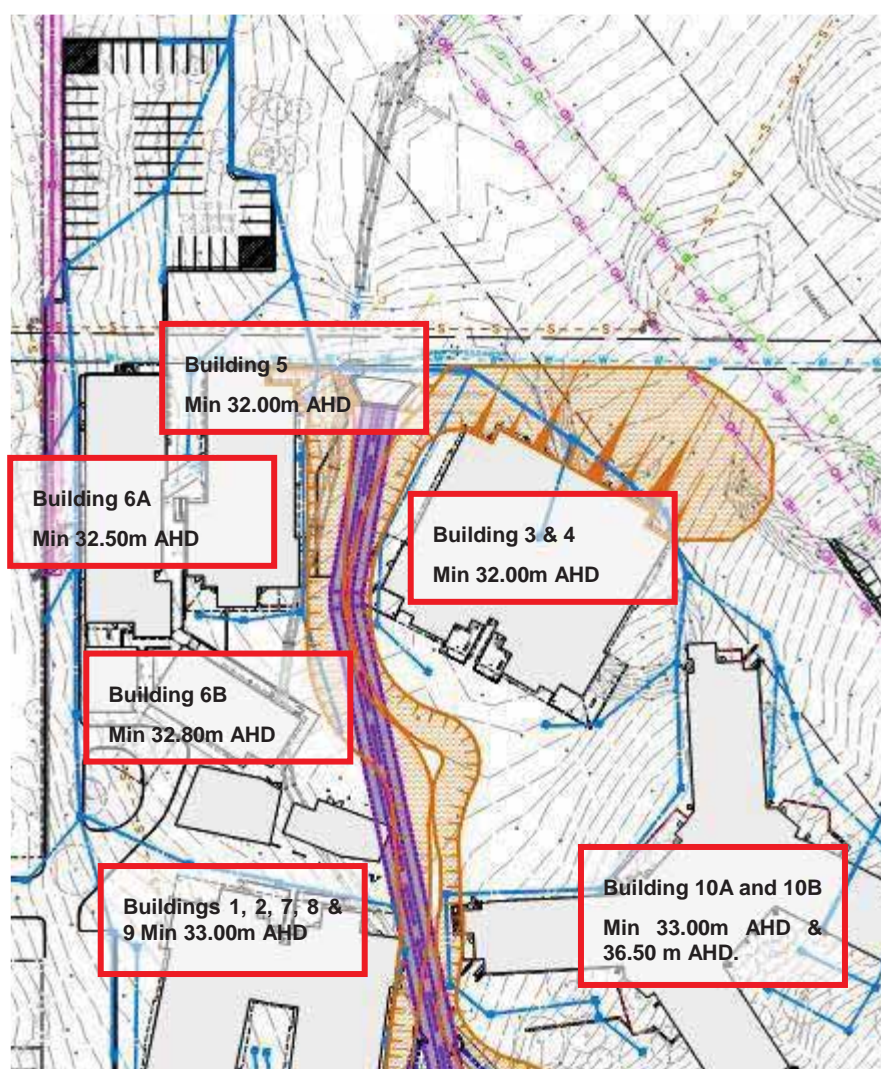 Building 5
Min 32.00m AHD
Building 6A
Min 32.50m AHD
Building 3 & 4
Min 32.00m AHD
Building 6B
Min 32.80m AHD
Buildings 1, 2, 7, 8 &
9 Min 33.00m AHD
Building 10A and 10B
Min 33.00m AHD &
36.50 m AHD.